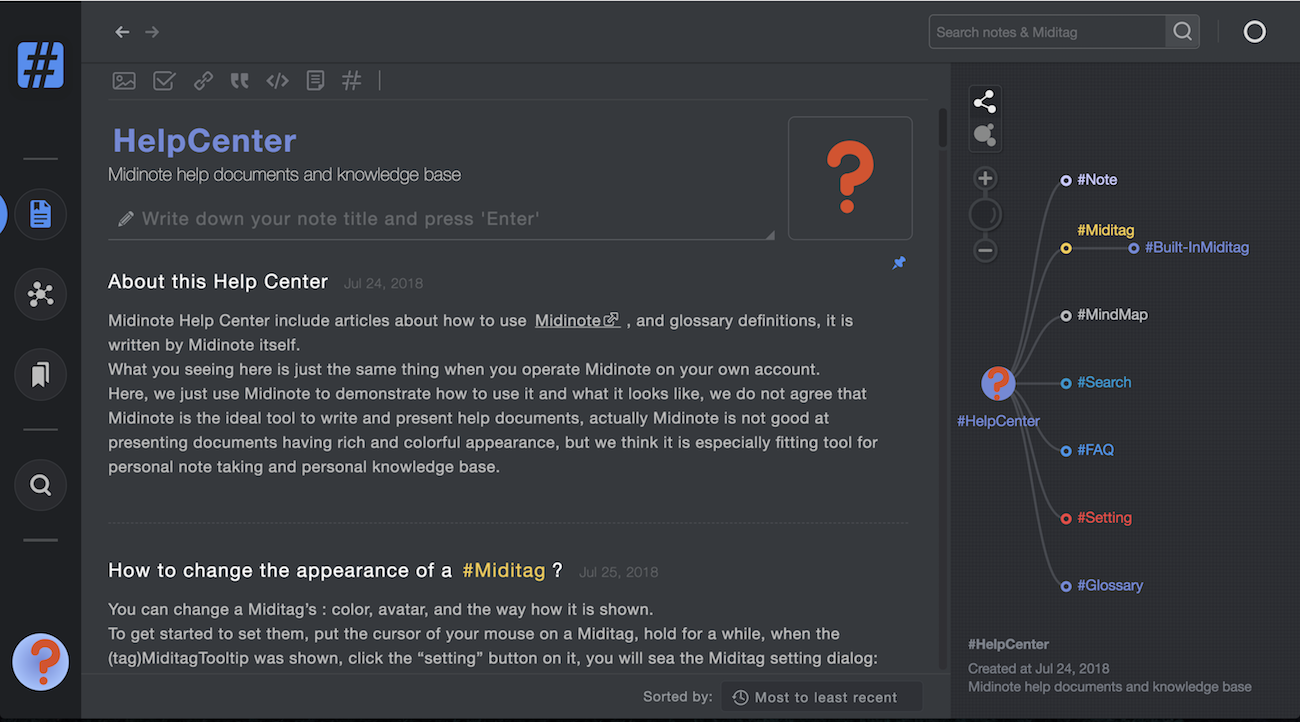 #
Search notes & Miditag
HelpCenter
Midinote help documents and knowledge base
Write down your note title and press 'Enter'
About this Help Center Jul 24, 2018
Midinote Help Center include articles about how to use Midinote , and glossary definitions, it is
written by Midinote itself.
What you seeing here is just the same thing when you operate Midinote on your own account.
Here, we just use Midinote to demonstrate how to use it and what it looks like, we do not agree that
Midinote is the ideal tool to write and present help documents, actually Midinote is not good at
presenting documents having rich and colorful appearance, but we think it is especially fitting tool for
personal note taking and personal knowledge base.
How to change the appearance of a #Miditag ? Jul 25, 2018
You can change a Miditag’s : color, avatar, and the way how it is shown.
To get started to set them, put the cursor of your mouse on a Miditag, hold for a while, when the
(tag)MiditagTooltip was shown, click the “setting” button on it, you will sea the Miditag setting dialog:
Sorted by: Most to least recent
#Note
#Miditag
#Built-InMiditag
#MindMap
#Search
#HelpCenter
#FAQ
#Setting
#Glossary
#HelpCenter
Created at Jul 24, 2018
Midinote help documents and knowledge base